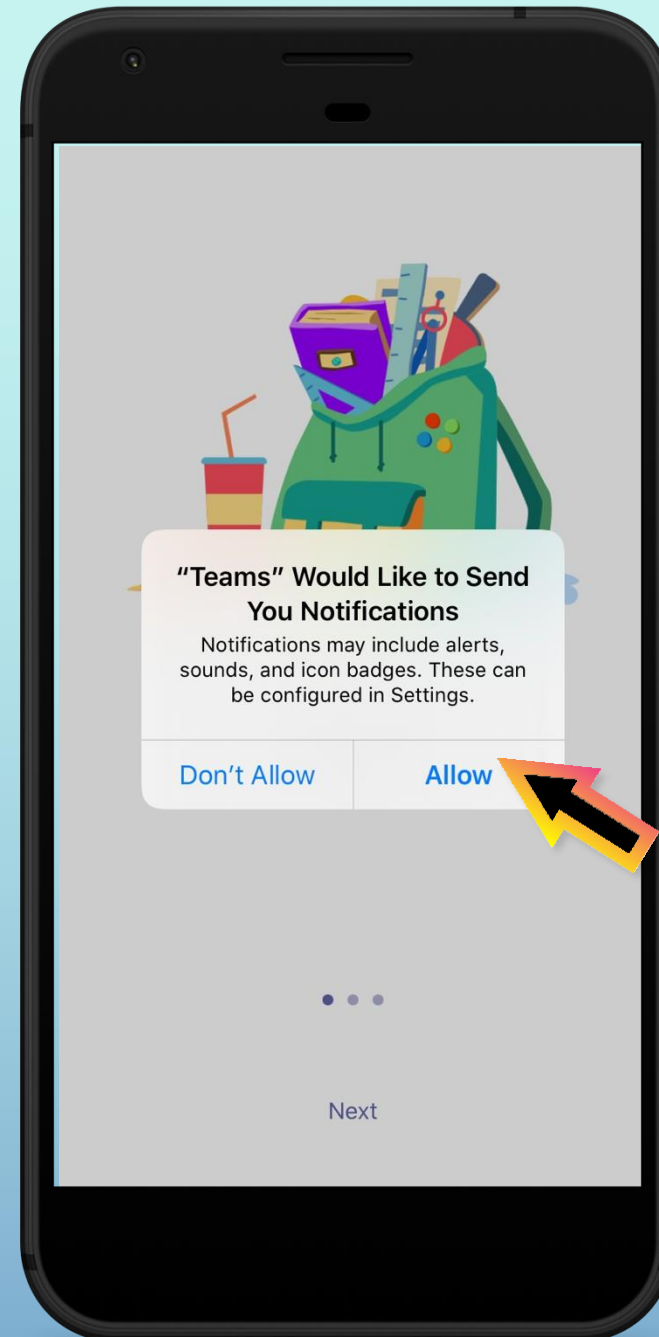 “Teams” Would Like to Send
You Notifications
Notifications may include alerts,
sounds, and icon badges. These can
be configured in Settings.
Don’t Allow
Allow
Next